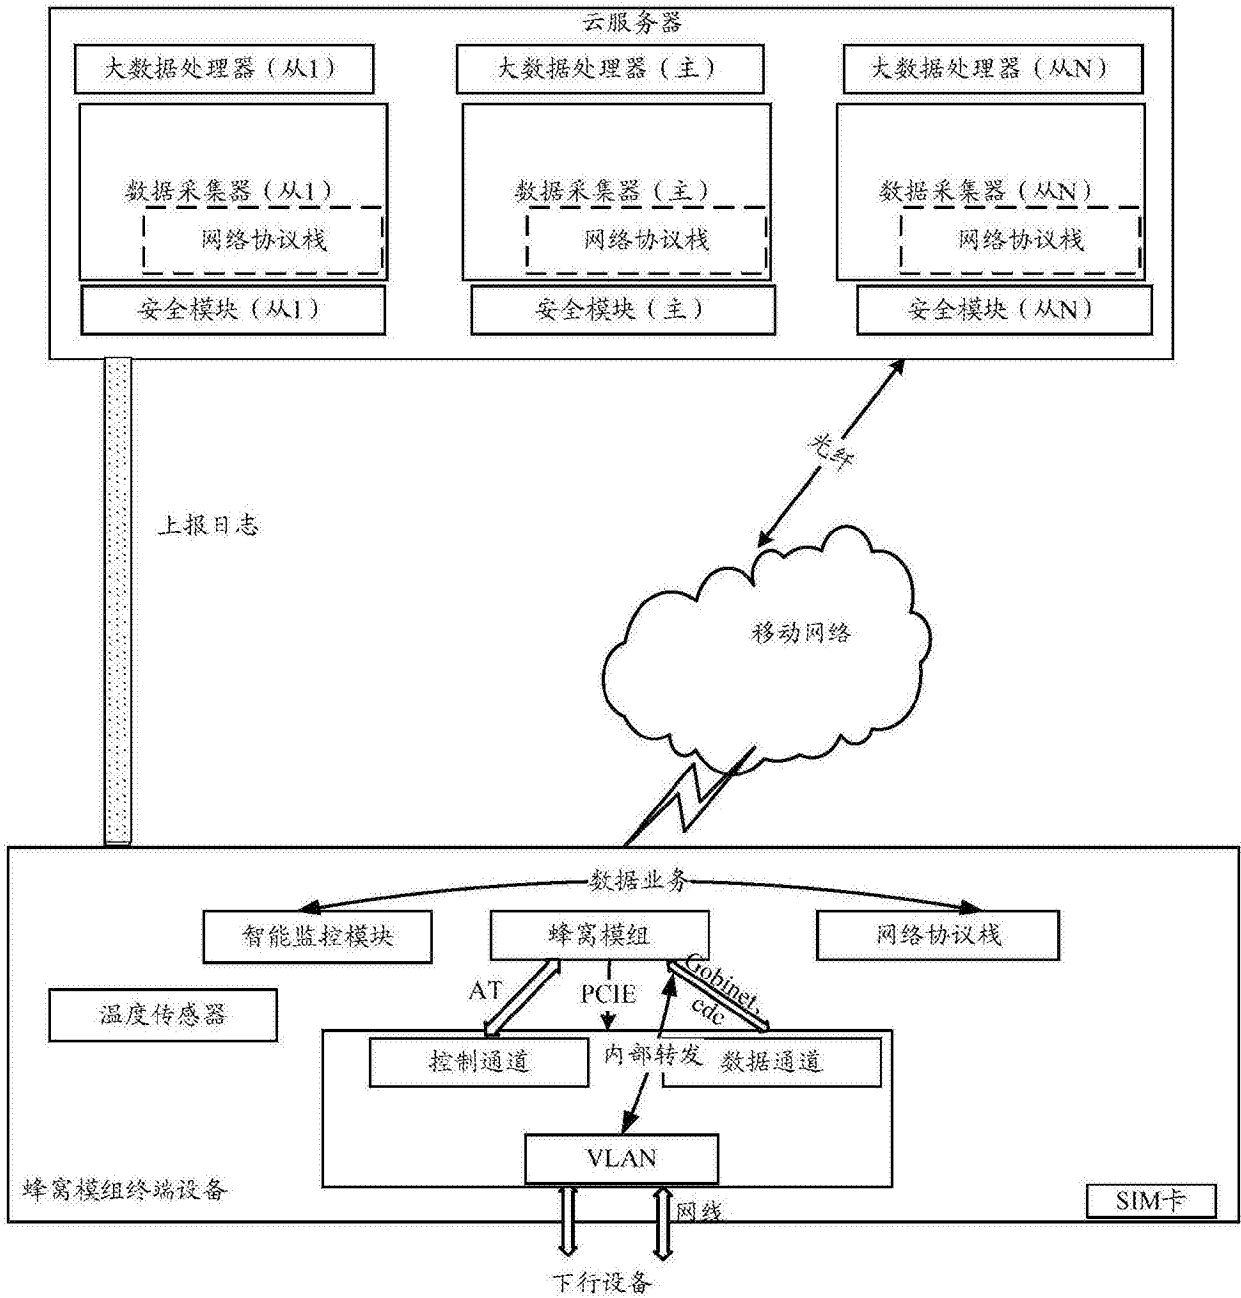 云服务器
大数据处理器（从1）
大数据处理器（主）
大数据处理器（从N）
数据采集器（从1）
数据采集器（主）
数据采集器（从N）
网络协议栈
网络协议栈
网络协议栈
安全模块（从1）
安全模块（主）
安全模块（从N）
光纤
上报日志
移动网络
数据业务
智能监控模块
蜂窝模组
网络协议栈
AT
PCIE
Gobinet,
cdc
温度传感器
控制通道
内部转发
数据通道
VLAN
蜂窝模组终端设备
SIM卡
网线
下行设备